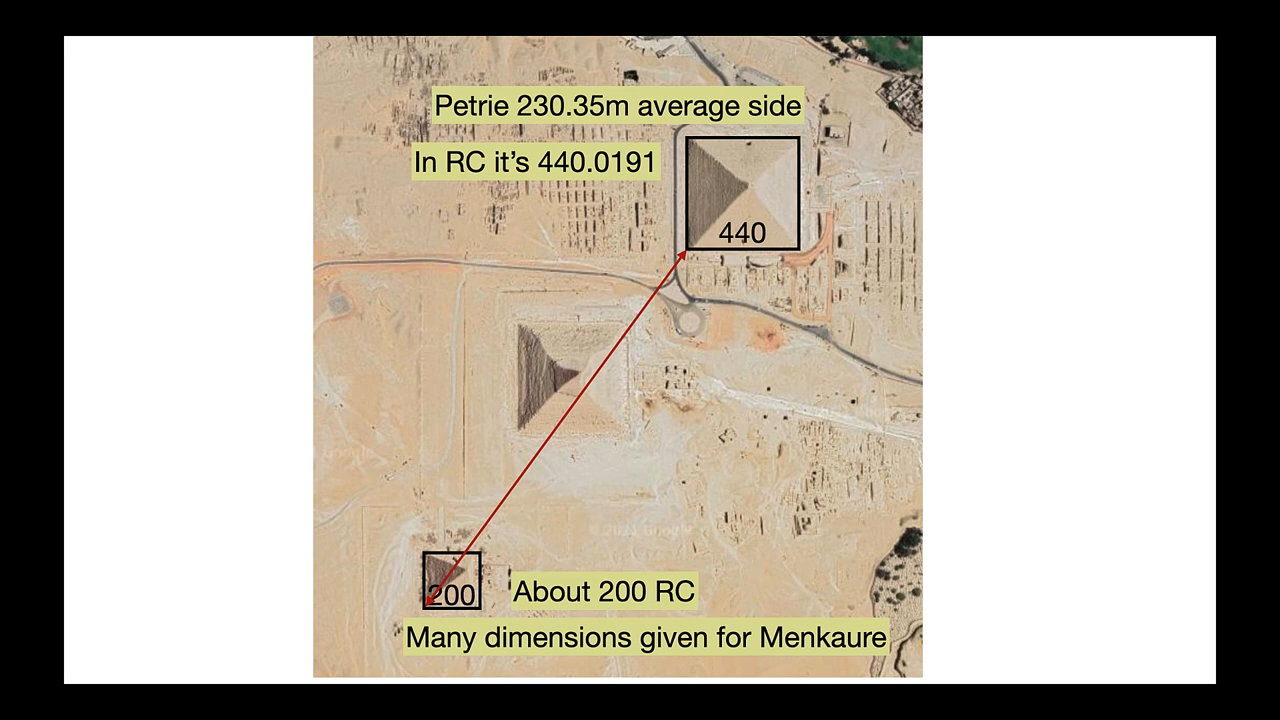 Petrie 230.35m average side
In RC it’s 440.0191
440
200
About 200 RC
Many dimensions given for Menkaure